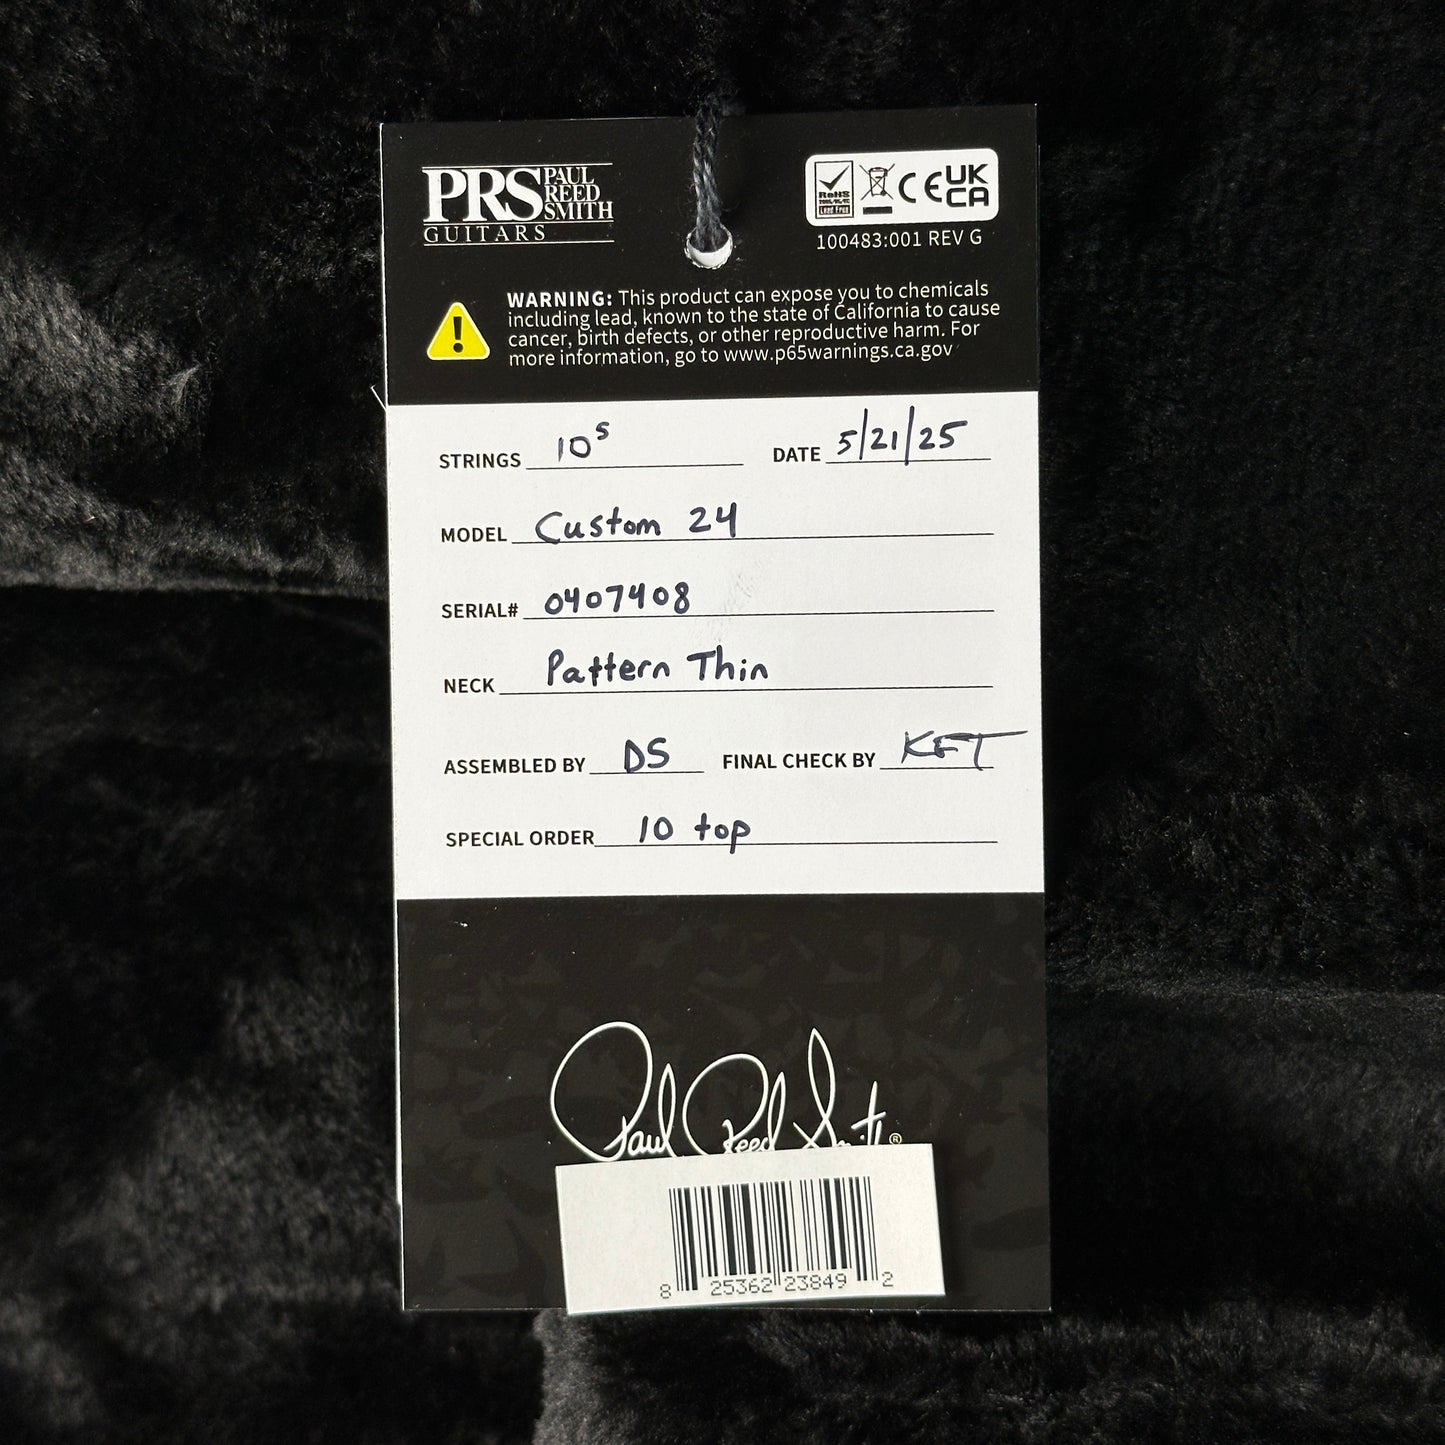 PRS PAUL REED SMITH
GUITARS
RoHS
Lead Free
CE UK CA
100483:001 REV G
WARNING: This product can expose you to chemicals
including lead, known to the state of California to cause
cancer, birth defects, or other reproductive harm. For
more information, go to www.p65warnings.ca.gov
STRINGS 10s DATE 5/21/25
MODEL Custom 24
SERIAL# 0407408
NECK Pattern Thin
ASSEMBLED BY DS FINAL CHECK BY KFT
SPECIAL ORDER 10 top
Paul Reed Smith ®
8 25362 23849 2